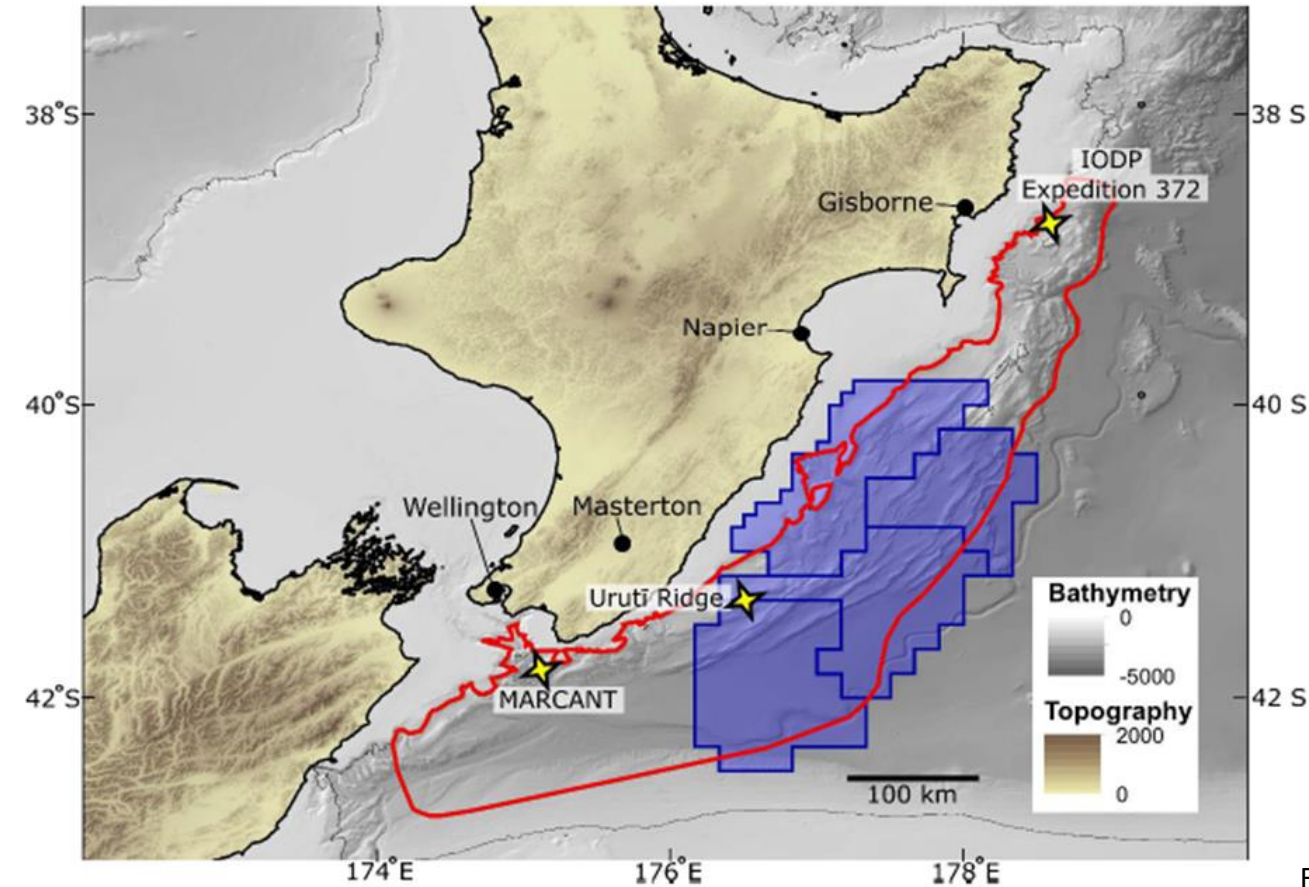 38°S
38 S
IODP
Expedition 372
Gisborne
Napier
40°S
40 S
Wellington
Masterton
Urutī Ridge
MARCANT
42°S
42 S
Bathymetry
0
-5000
Topography
2000
0
100 km
174°E
176°E
178°E